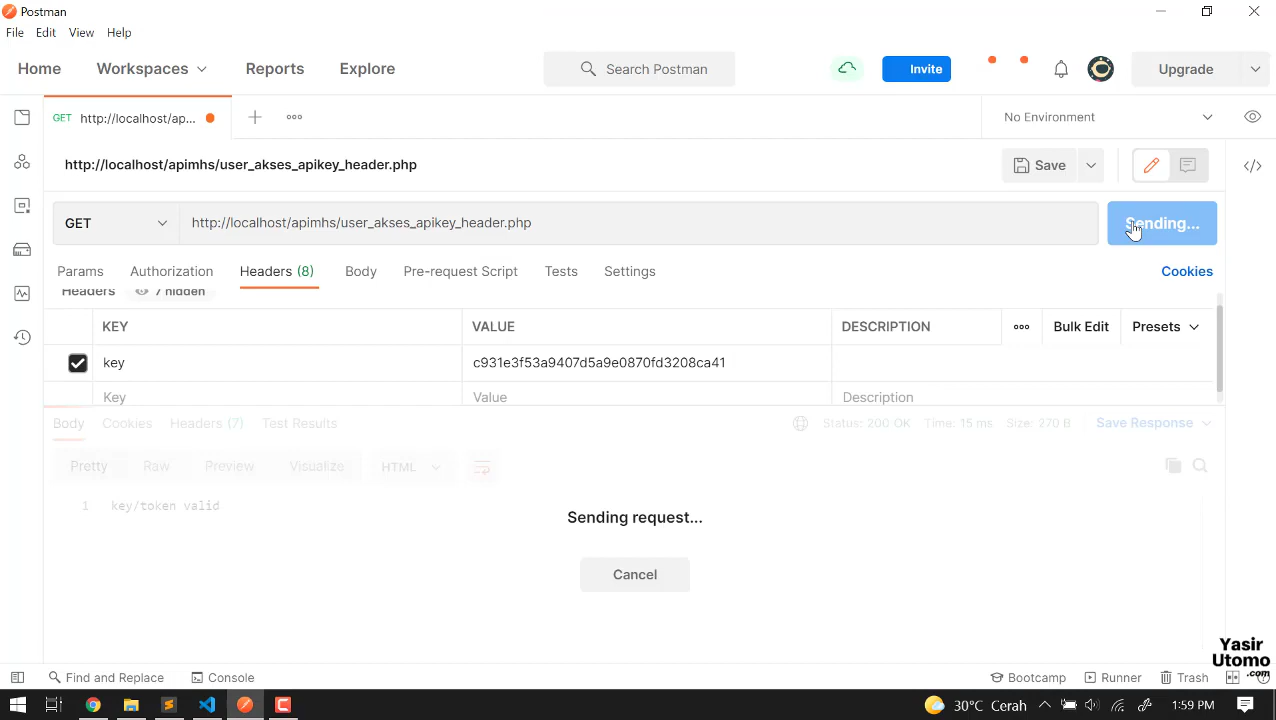 Postman
File Edit View Help
Home Workspaces Reports Explore Search Postman Invite Upgrade
GET http://localhost/ap... No Environment
http://localhost/apimhs/user_akses_apikey_header.php Save
GET http://localhost/apimhs/user_akses_apikey_header.php Sending...
Params Authorization Headers (8) Body Pre-request Script Tests Settings Cookies
Headers 7 hidden
KEY VALUE DESCRIPTION Bulk Edit Presets
key c931e3f53a9407d5a9e0870fd3208ca41
Key Value Description
Body Cookies Headers (7) Test Results Status: 200 OK Time: 15 ms Size: 270 B Save Response
Pretty Raw Preview Visualize HTML
1 key/token valid
Sending request...
Cancel
Yasir
Utomo
.com
Find and Replace Console Bootcamp Runner Trash
30°C Cerah 1:59 PM